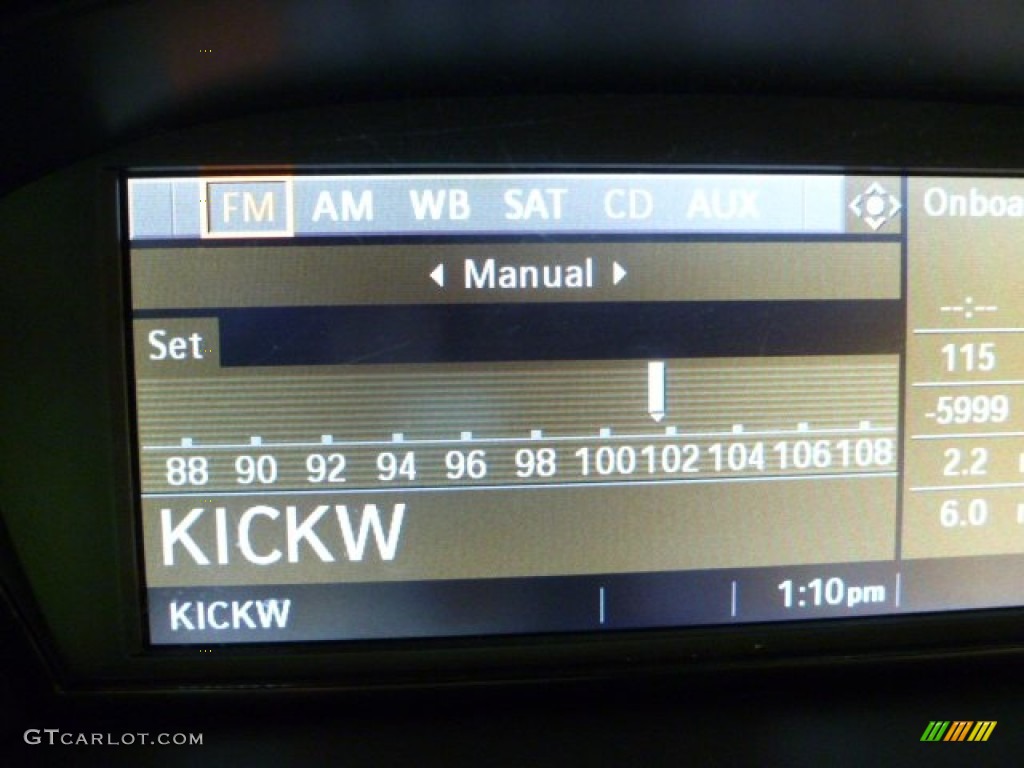 FM AM WB SAT CD AUX
Onboa
Manual
--:--
Set
115
-5999
88 90 92 94 96 98 100 102 104 106 108
2.2
6.0
KICKW
KICKW
1:10pm
GTCARLOT.COM